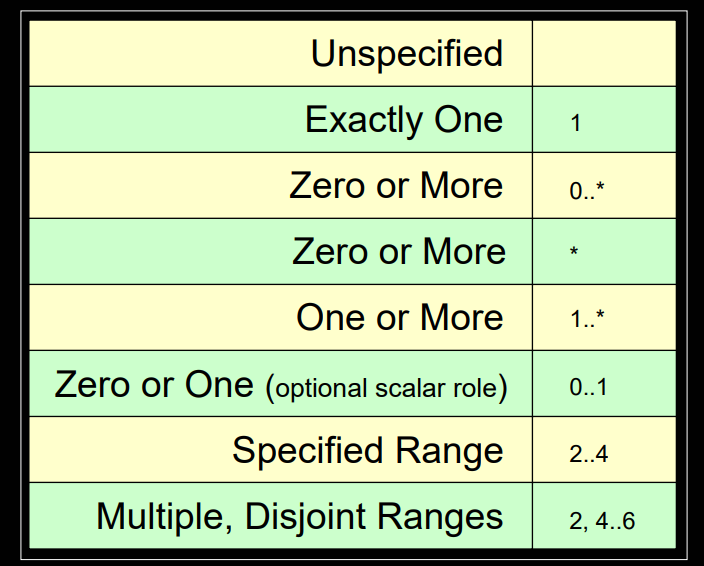 Unspecified
Exactly One 1
Zero or More 0..*
Zero or More *
One or More 1..*
Zero or One (optional scalar role) 0..1
Specified Range 2..4
Multiple, Disjoint Ranges 2, 4..6